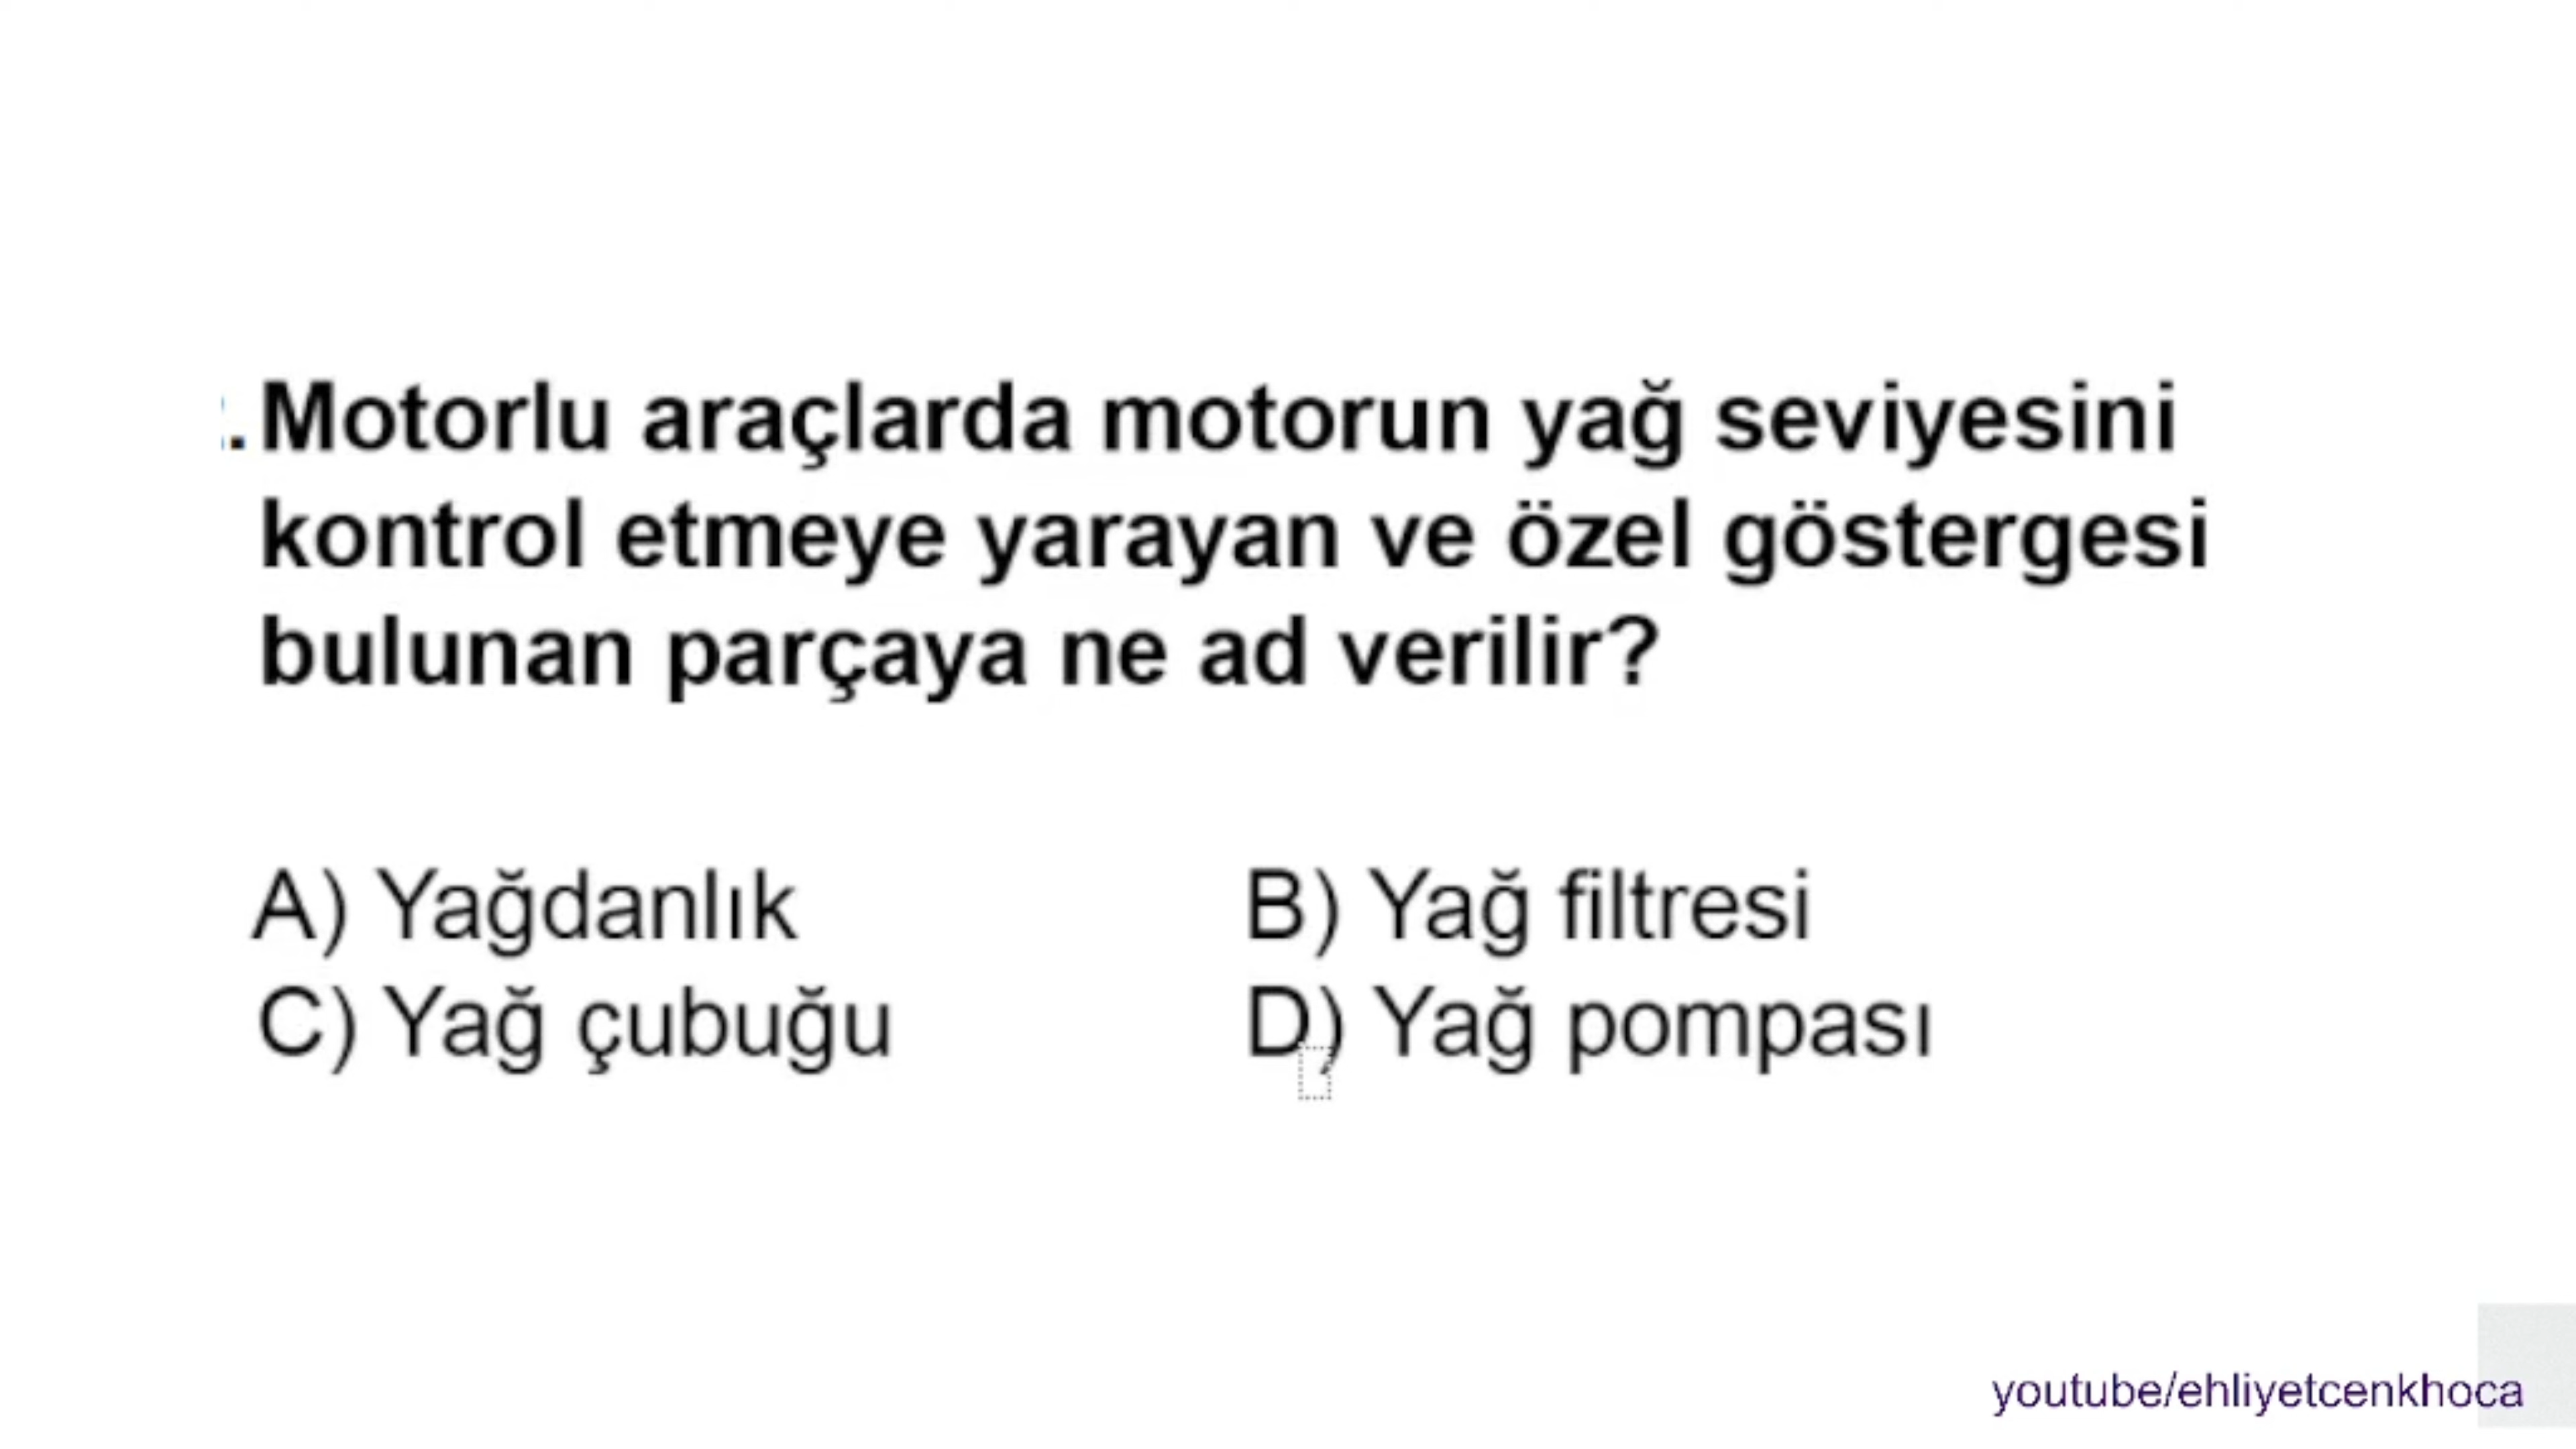 .Motorlu araçlarda motorun yağ seviyesini
kontrol etmeye yarayan ve özel göstergesi
bulunan parçaya ne ad verilir?
A) Yağdanlık B) Yağ filtresi
C) Yağ çubuğu D) Yağ pompası
youtube/ehliyetcenkhoca